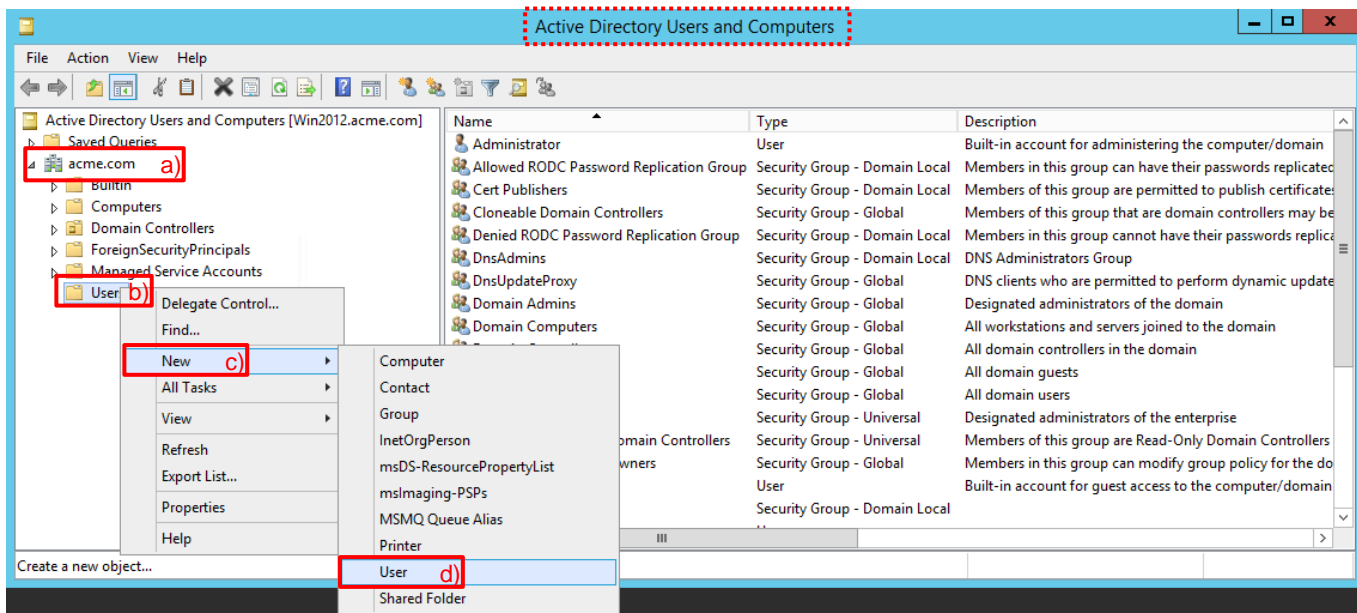 Active Directory Users and Computers
File Action View Help
Active Directory Users and Computers [Win2012.acme.com]
Saved Queries
acme.com a)
Builtin
Computers
Domain Controllers
ForeignSecurityPrincipals
Managed Service Accounts
User b)
Name Type Description
Administrator User Built-in account for administering the computer/domain
Allowed RODC Password Replication Group Security Group - Domain Local Members in this group can have their passwords replicated
Cert Publishers Security Group - Domain Local Members of this group are permitted to publish certificates
Cloneable Domain Controllers Security Group - Global Members of this group that are domain controllers may be
Denied RODC Password Replication Group Security Group - Domain Local Members in this group cannot have their passwords replica
DnsAdmins Security Group - Domain Local DNS Administrators Group
DnsUpdateProxy Security Group - Global DNS clients who are permitted to perform dynamic update
Domain Admins Security Group - Global Designated administrators of the domain
Domain Computers Security Group - Global All workstations and servers joined to the domain
Security Group - Global All domain controllers in the domain
Security Group - Global All domain guests
Security Group - Global All domain users
Security Group - Universal Designated administrators of the enterprise
omain Controllers Security Group - Universal Members of this group are Read-Only Domain Controllers
wners Security Group - Global Members in this group can modify group policy for the do
User Built-in account for guest access to the computer/domain
Security Group - Domain Local
Delegate Control...
Find...
New c)
All Tasks
View
Refresh
Export List...
Properties
Help
Computer
Contact
Group
InetOrgPerson
msDS-ResourcePropertyList
msImaging-PSPs
MSMQ Queue Alias
Printer
User d)
Shared Folder
Create a new object...